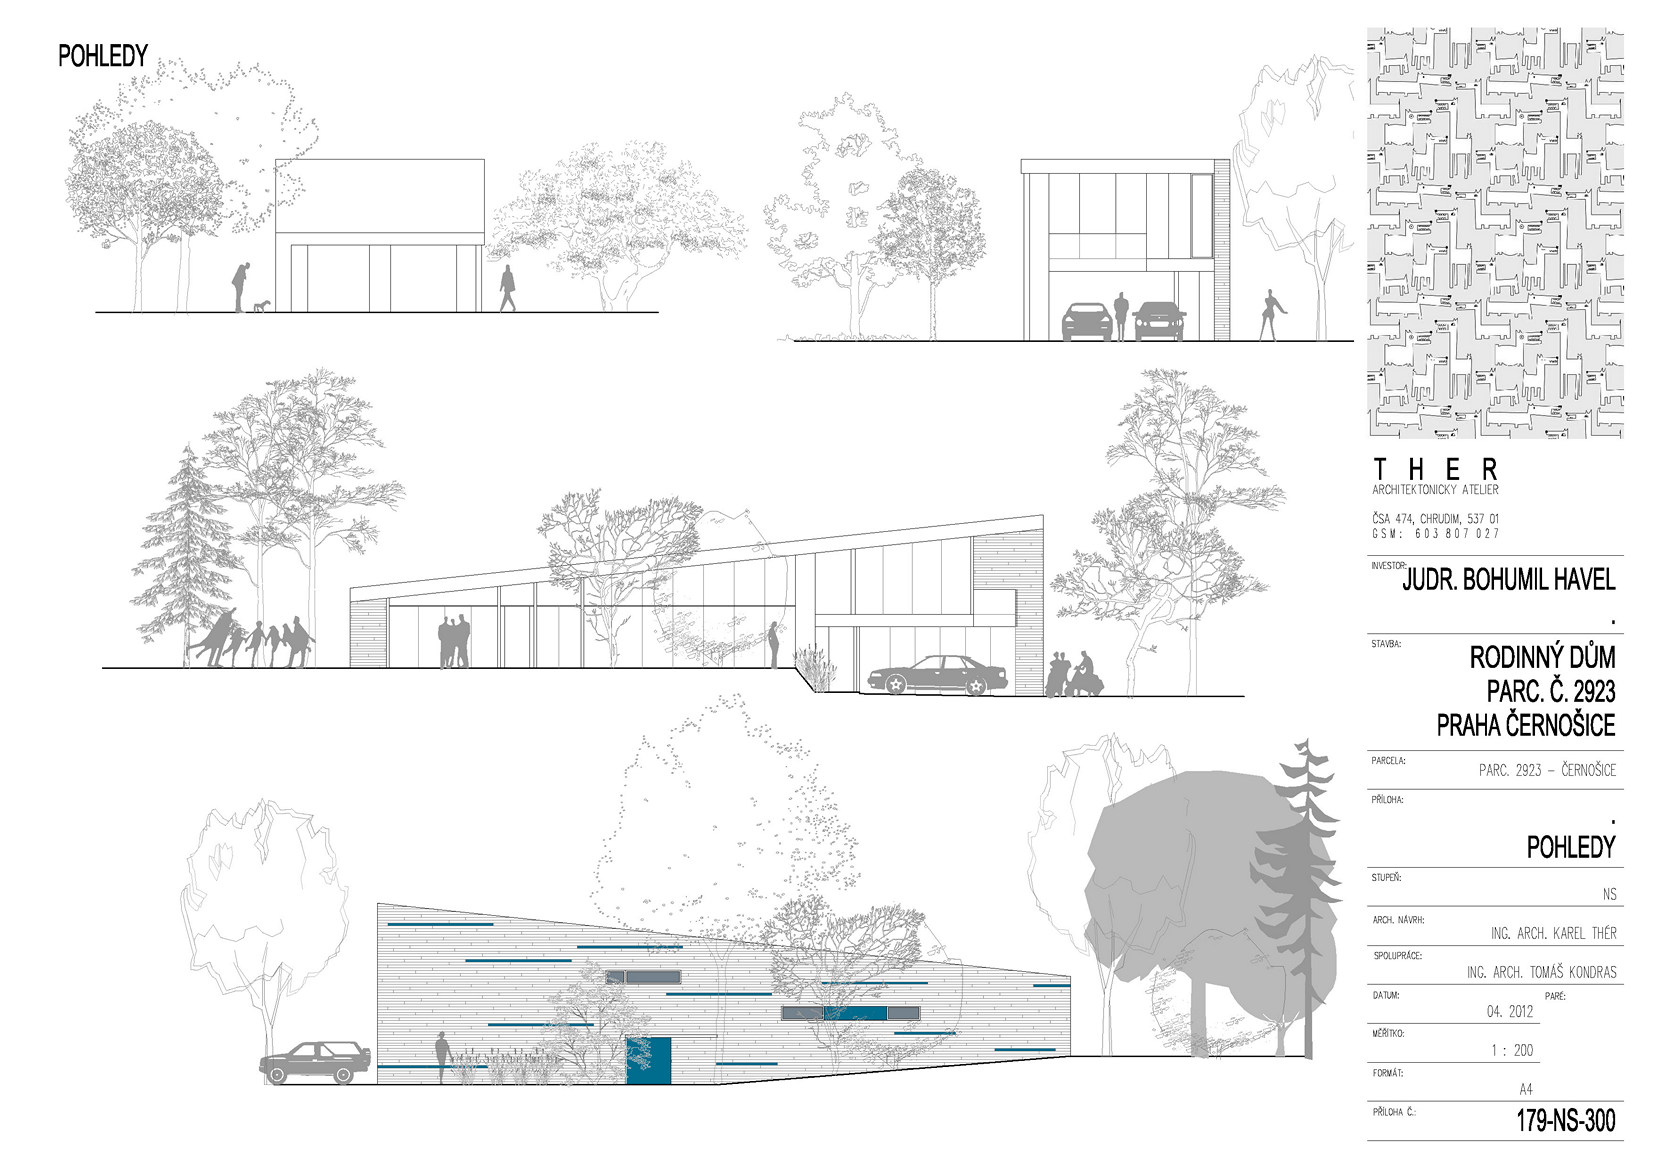 POHLEDY
THER
ARCHITEKTONICKY ATELIER
ČSA 474, CHRUDIM, 537 01
GSM: 603 807 027
INVESTOR:
JUDR. BOHUMIL HAVEL
.
STAVBA:
RODINNÝ DŮM
PARC. Č. 2923
PRAHA ČERNOŠICE
PARCELA:
PARC. 2923 – ČERNOŠICE
PŘÍLOHA:
.
POHLEDY
STUPEŇ:
NS
ARCH. NÁVRH:
ING. ARCH. KAREL THÉR
SPOLUPRÁCE:
ING. ARCH. TOMÁŠ KONDRAS
DATUM:
PARÉ:
04. 2012
MĚŘÍTKO:
1 : 200
FORMÁT:
A4
PŘÍLOHA Č.:
179-NS-300